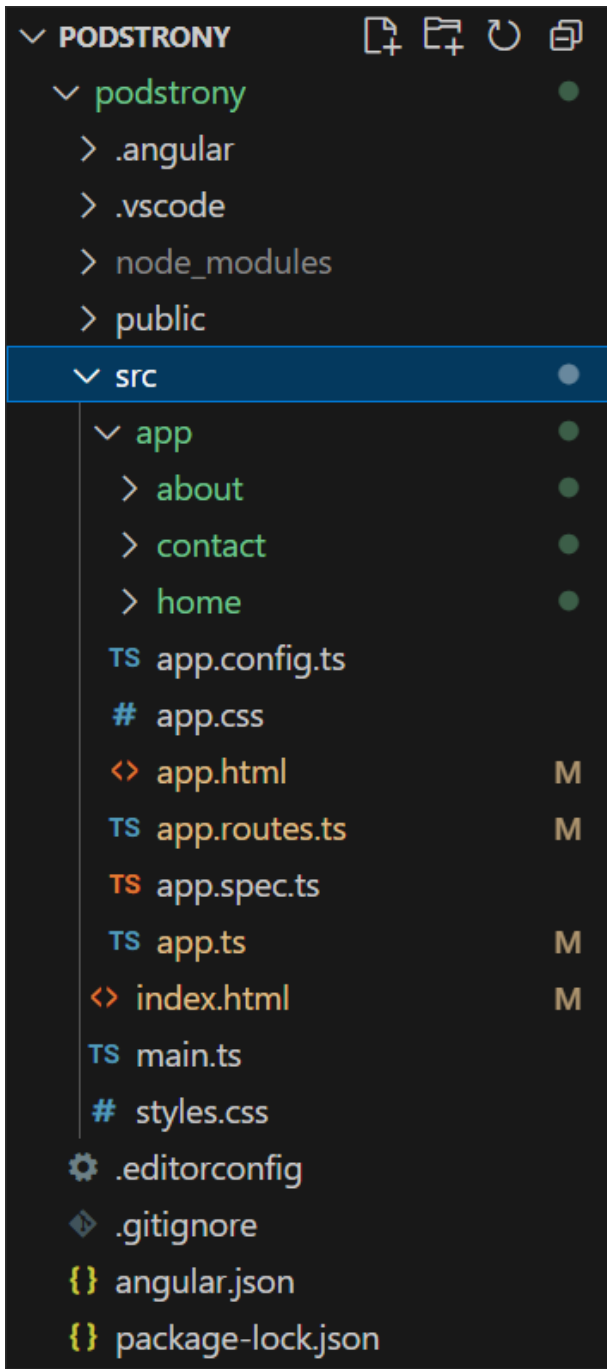 PODSTRONY
podstrony
.angular
.vscode
node_modules
public
src
app
about
contact
home
TS app.config.ts
# app.css
<> app.html M
TS app.routes.ts M
TS app.spec.ts
TS app.ts M
<> index.html M
TS main.ts
# styles.css
.editorconfig
.gitignore
{} angular.json
{} package-lock.json